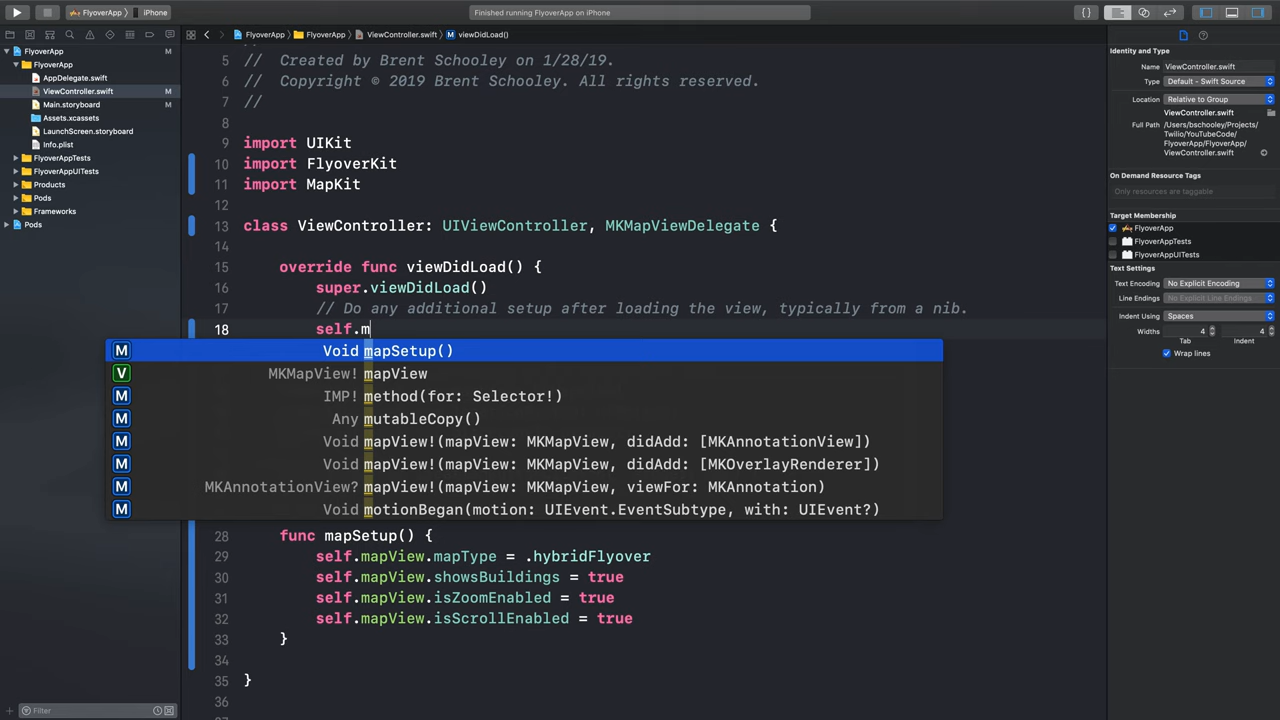 FlyoverApp
iPhone
Finished running FlyoverApp on iPhone
FlyoverApp
FlyoverApp
ViewController.swift
viewDidLoad()
FlyoverApp M
FlyoverApp
AppDelegate.swift
ViewController.swift M
Main.storyboard M
Assets.xcassets
LaunchScreen.storyboard
Info.plist
FlyoverAppTests
FlyoverAppUITests
Products
Pods
Frameworks
Pods
Filter
5 // Created by Brent Schooley on 1/28/19.
6 // Copyright © 2019 Brent Schooley. All rights reserved.
7 //
8
9 import UIKit
10 import FlyoverKit
11 import MapKit
12
13 class ViewController: UIViewController, MKMapViewDelegate {
14
15 override func viewDidLoad() {
16 super.viewDidLoad()
17 // Do any additional setup after loading the view, typically from a nib.
18 self.m
M Void mapSetup()
V MKMapView! mapView
M IMP! method(for: Selector!)
M Any mutableCopy()
M Void mapView!(mapView: MKMapView, didAdd: [MKAnnotationView])
M Void mapView!(mapView: MKMapView, didAdd: [MKOverlayRenderer])
M MKAnnotationView? mapView!(mapView: MKMapView, viewFor: MKAnnotation)
M Void motionBegan(motion: UIEvent.EventSubtype, with: UIEvent?)
28 func mapSetup() {
29 self.mapView.mapType = .hybridFlyover
30 self.mapView.showsBuildings = true
31 self.mapView.isZoomEnabled = true
32 self.mapView.isScrollEnabled = true
33 }
34
35 }
36
Identity and Type
Name ViewController.swift
Type Default - Swift Source
Location Relative to Group
ViewController.swift
Full Path /Users/bschooley/Projects/
Twilio/YouTubeCode/
FlyoverApp/FlyoverApp/
ViewController.swift
On Demand Resource Tags
Only resources are taggable
Target Membership
FlyoverApp
FlyoverAppTests
FlyoverAppUITests
Text Settings
Text Encoding No Explicit Encoding
Line Endings No Explicit Line Endings
Indent Using Spaces
Widths 4 4
Tab Indent
Wrap lines